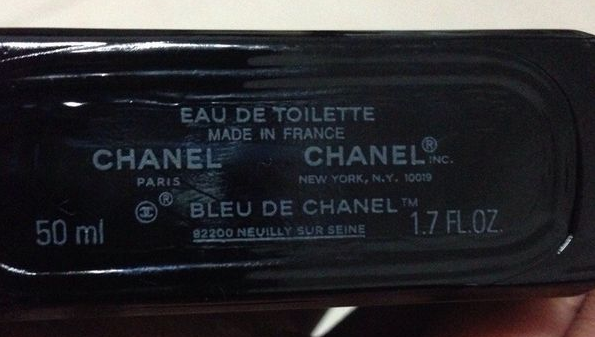 EAU DE TOILETTE
MADE IN FRANCE
CHANEL CHANEL® INC.
PARIS NEW YORK, N.Y. 10019
® BLEU DE CHANEL™
50 ml 92200 NEUILLY SUR SEINE 1.7 FL.OZ.